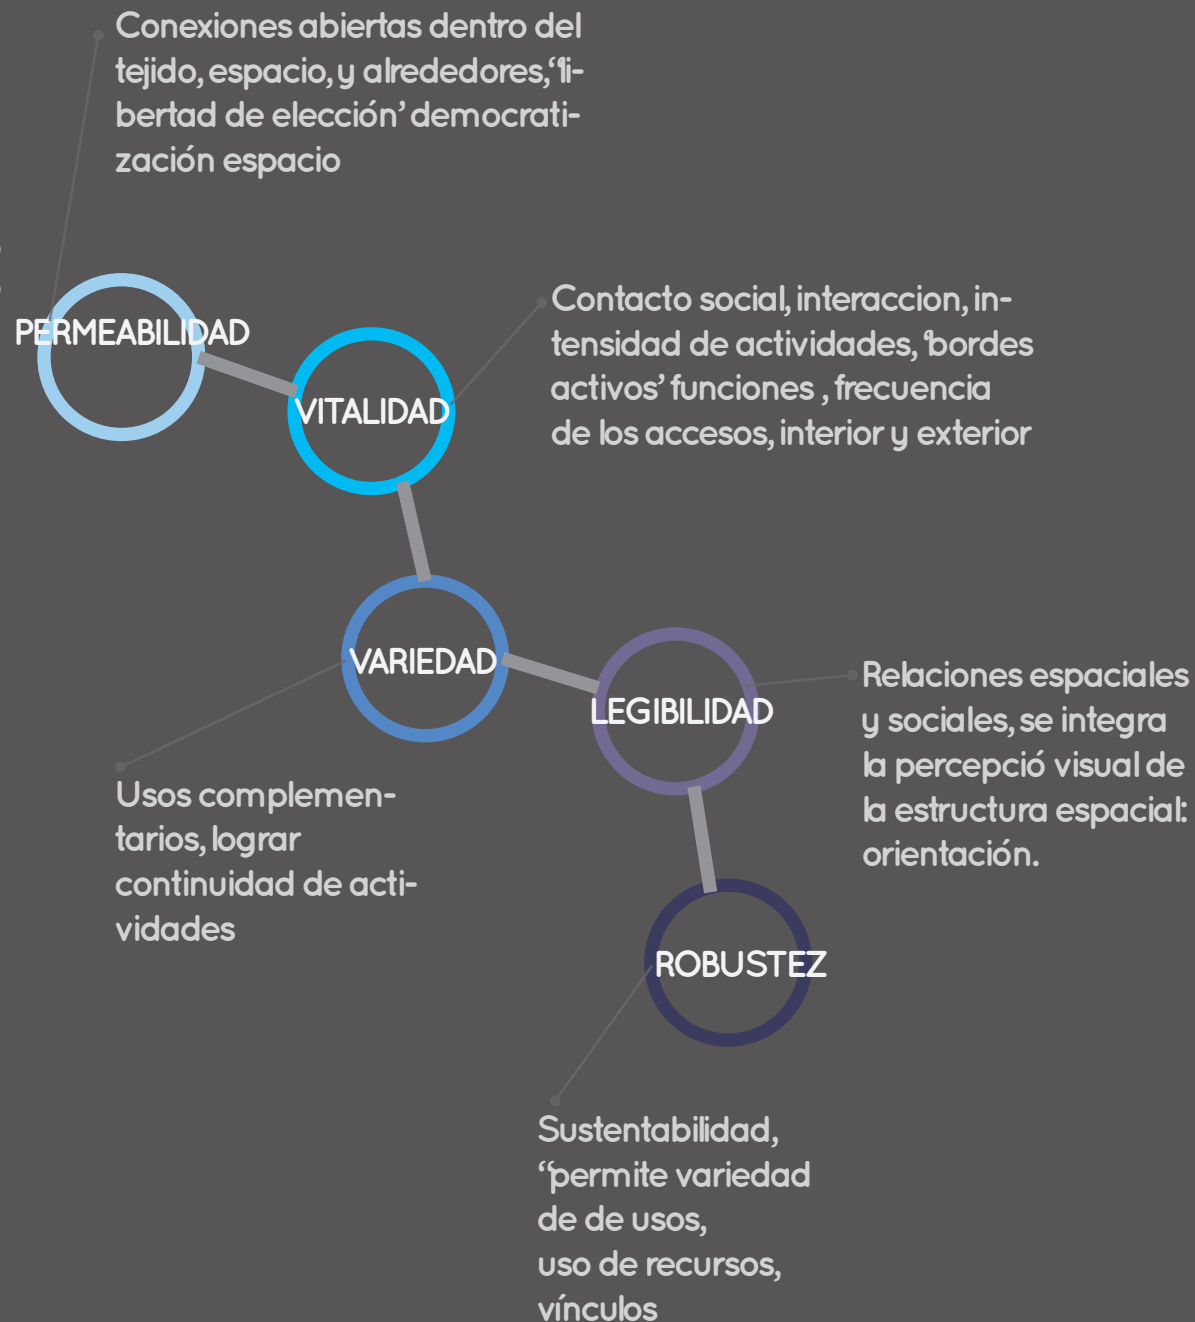 Conexiones abiertas dentro del
tejido, espacio, y alrededores, 'li-
bertad de elección' democrati-
zación espacio
PERMEABILIDAD
Contacto social, interaccion, in-
tensidad de actividades, 'bordes
activos' funciones , frecuencia
de los accesos, interior y exterior
VITALIDAD
VARIEDAD
Usos complemen-
tarios, lograr
continuidad de acti-
vidades
LEGIBILIDAD
Relaciones espaciales
y sociales, se integra
la percepció visual de
la estructura espacial:
orientación.
ROBUSTEZ
Sustentabilidad,
“permite variedad
de de usos,
uso de recursos,
vínculos